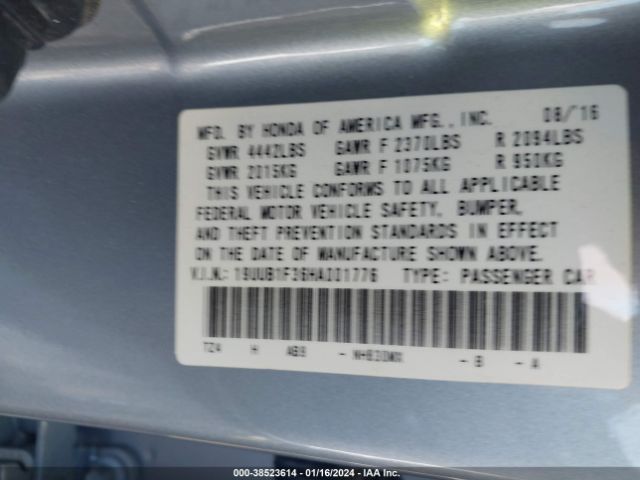 MFD. BY HONDA OF AMERICA MFG., INC. 08/'16
GVWR 4442LBS GAWR F 2370LBS R 2094LBS
GVWR 2015KG GAWR F 1075KG R 950KG
THIS VEHICLE CONFORMS TO ALL APPLICABLE
FEDERAL MOTOR VEHICLE SAFETY, BUMPER,
AND THEFT PREVENTION STANDARDS IN EFFECT
ON THE DATE OF MANUFACTURE SHOWN ABOVE.
V.I.N.: 19UUB1F36HA001776 TYPE: PASSENGER CAR
TZ4 H AB9 - - B - A
000-38523614 - 01/16/2024 - IAA Inc.